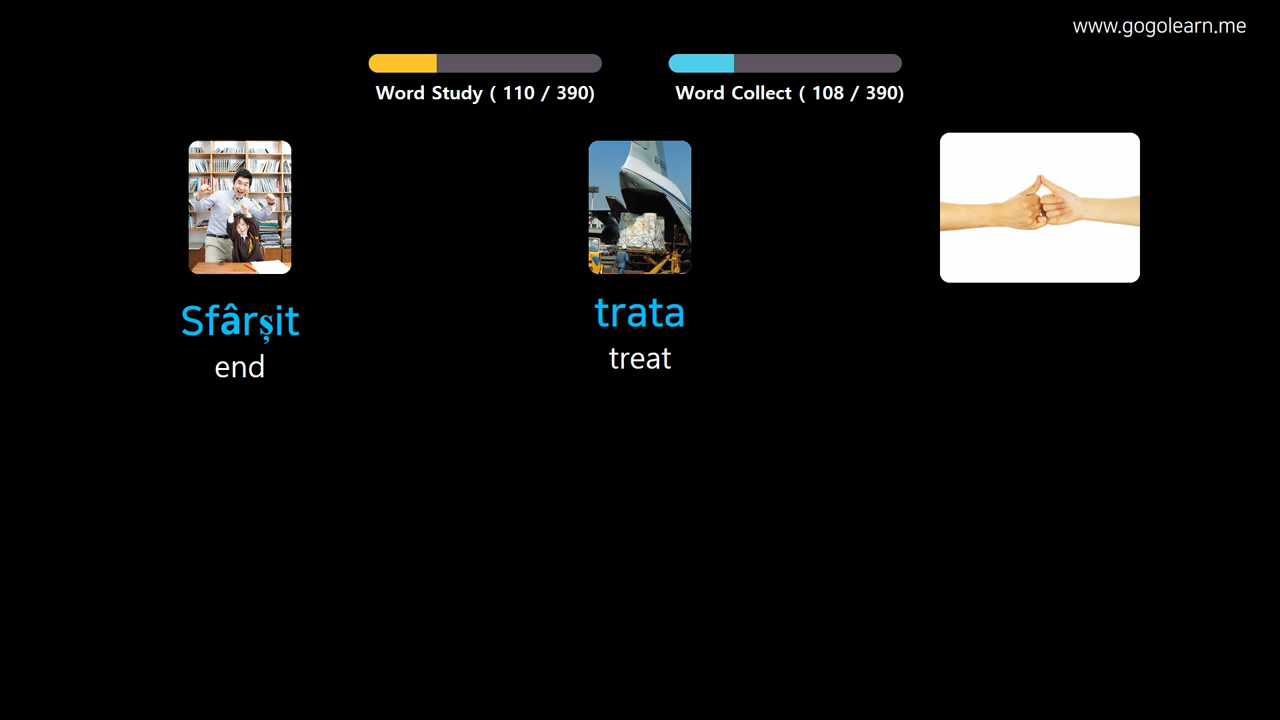 www.gogolearn.me
Word Study ( 110 / 390)
Word Collect ( 108 / 390)
Sfârșit
end
trata
treat